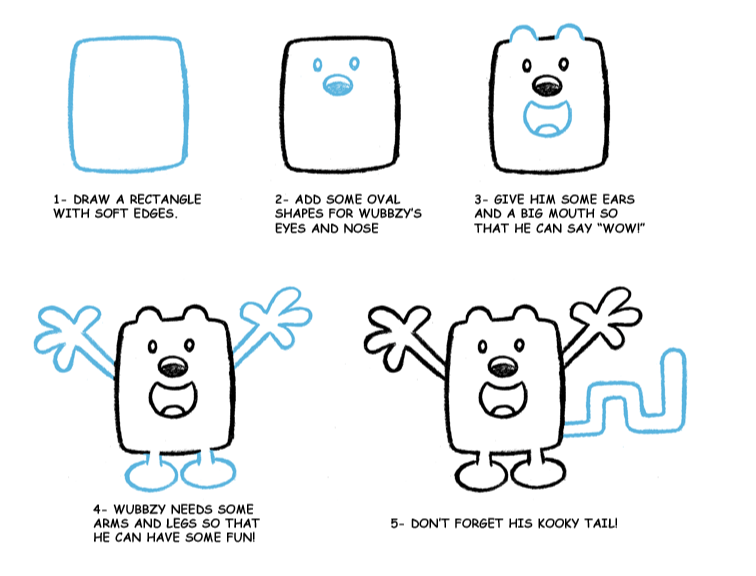 1- DRAW A RECTANGLE
WITH SOFT EDGES.
2- ADD SOME OVAL
SHAPES FOR WUBBZY'S
EYES AND NOSE
3- GIVE HIM SOME EARS
AND A BIG MOUTH SO
THAT HE CAN SAY "WOW!"
4- WUBBZY NEEDS SOME
ARMS AND LEGS SO THAT
HE CAN HAVE SOME FUN!
5- DON'T FORGET HIS KOOKY TAIL!